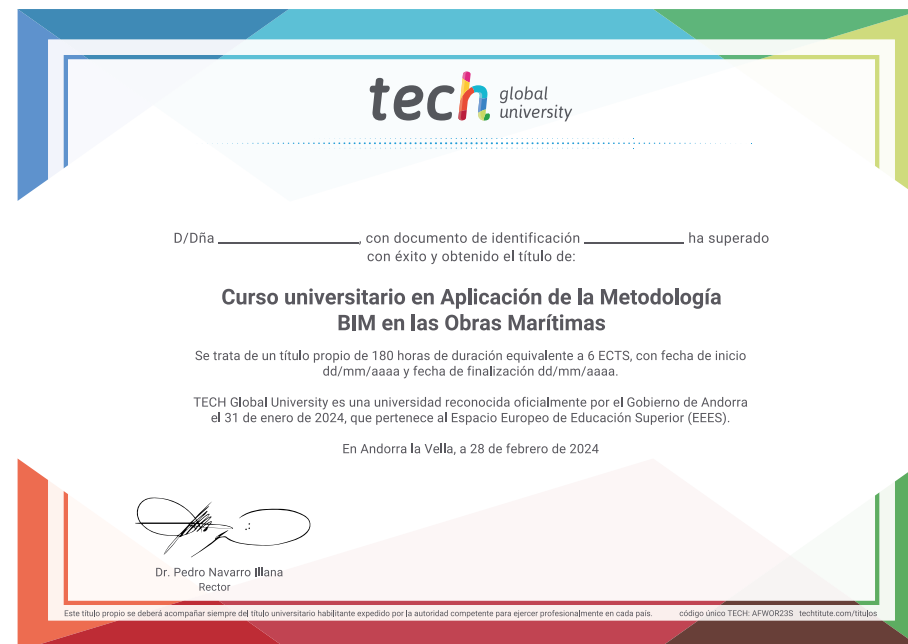 tech global
university
D/Dña ______________, con documento de identificación ____________ ha superado
con éxito y obtenido el título de:
Curso universitario en Aplicación de la Metodología
BIM en las Obras Marítimas
Se trata de un título propio de 180 horas de duración equivalente a 6 ECTS, con fecha de inicio
dd/mm/aaaa y fecha de finalización dd/mm/aaaa.
TECH Global University es una universidad reconocida oficialmente por el Gobierno de Andorra
el 31 de enero de 2024, que pertenece al Espacio Europeo de Educación Superior (EEES).
En Andorra la Vella, a 28 de febrero de 2024
Dr. Pedro Navarro Illana
Rector
Este título propio se deberá acompañar siempre del título universitario habilitante expedido por la autoridad competente para ejercer profesionalmente en cada país. código único TECH: AFWOR23S techtitute.com/títulos